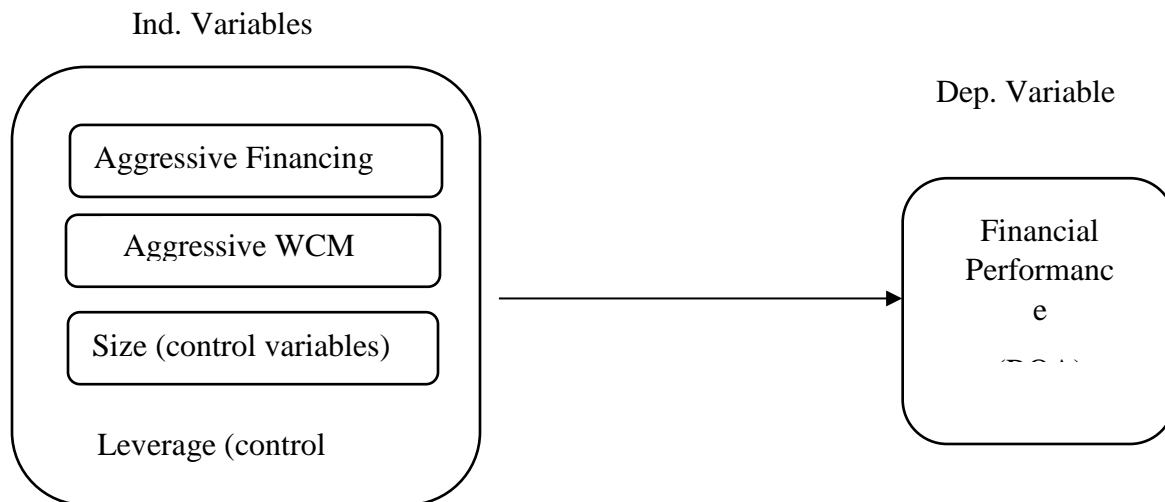 Ind. Variables
Dep. Variable
Aggressive Financing
Aggressive WCM
Size (control variables)
Leverage (control
Financial
Performanc
e